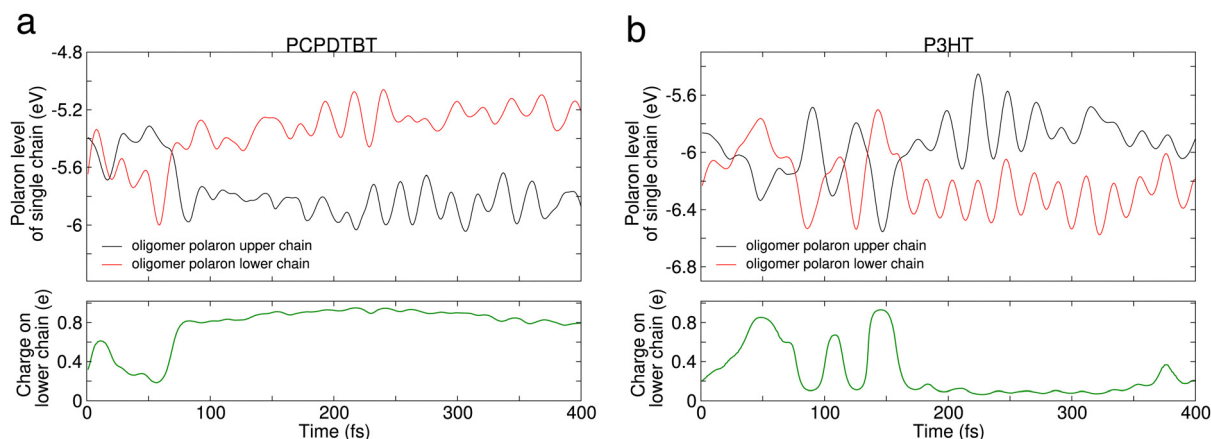 a
PCPDTBT
Polaron level
of single chain (eV)
-4.8
-5.2
-5.6
-6
oligomer polaron upper chain
oligomer polaron lower chain
Charge on
lower chain (e)
0.8
0.4
0
0
100
200
300
400
Time (fs)
b
P3HT
Polaron level
of single chain (eV)
-5.6
-6
-6.4
-6.8
oligomer polaron upper chain
oligomer polaron lower chain
Charge on
lower chain (e)
0.8
0.4
0
0
100
200
300
400
Time (fs)